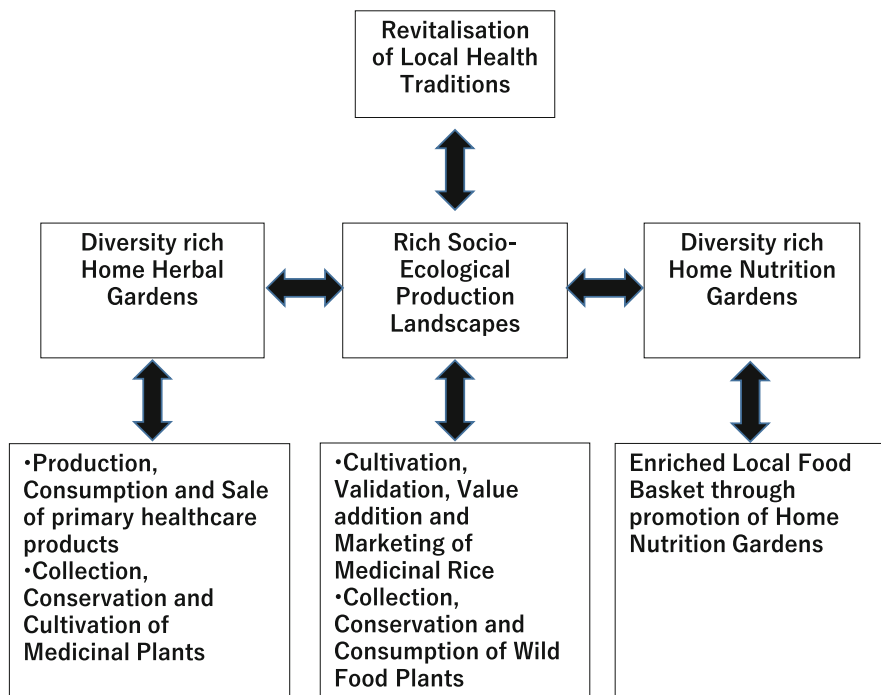 Revitalisation
of Local Health
Traditions
Diversity rich
Home Herbal
Gardens
Rich Socio-
Ecological
Production
Landscapes
Diversity rich
Home Nutrition
Gardens
・Production,
Consumption and Sale
of primary healthcare
products
・Collection,
Conservation and
Cultivation of
Medicinal Plants
・Cultivation,
Validation, Value
addition and
Marketing of
Medicinal Rice
・Collection,
Conservation and
Consumption of Wild
Food Plants
Enriched Local Food
Basket through
promotion of Home
Nutrition Gardens